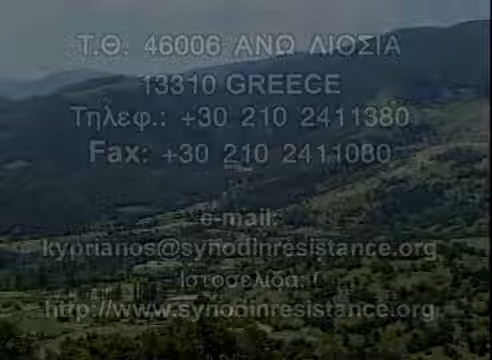 Τ.Θ. 46006 ΑΝΩ ΛΙΟΣΙΑ
13310 GREECE
Τηλεφ.: +30 210 2411380
Fax: +30 210 2411080
e-mail:
kyprianos@synodinresistance.org
Ιστοσελίδα:
http://www.synodinresistance.org